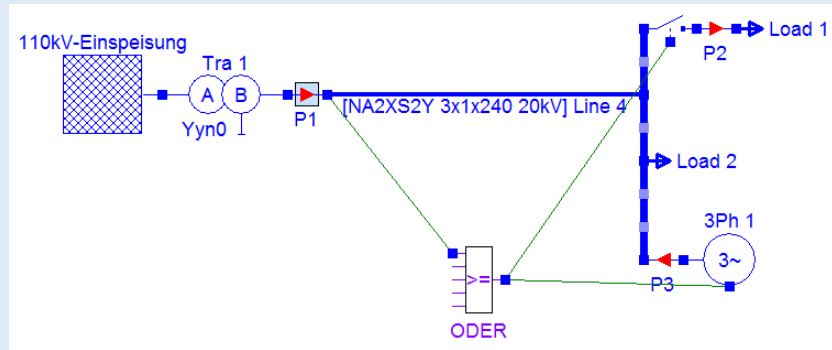 110kV-Einspeisung
Tra 1
A
B
Yyn0
P1
[NA2XS2Y 3x1x240 20kV] Line 4
P2
Load 1
Load 2
3Ph 1
3~
P3
>=
ODER